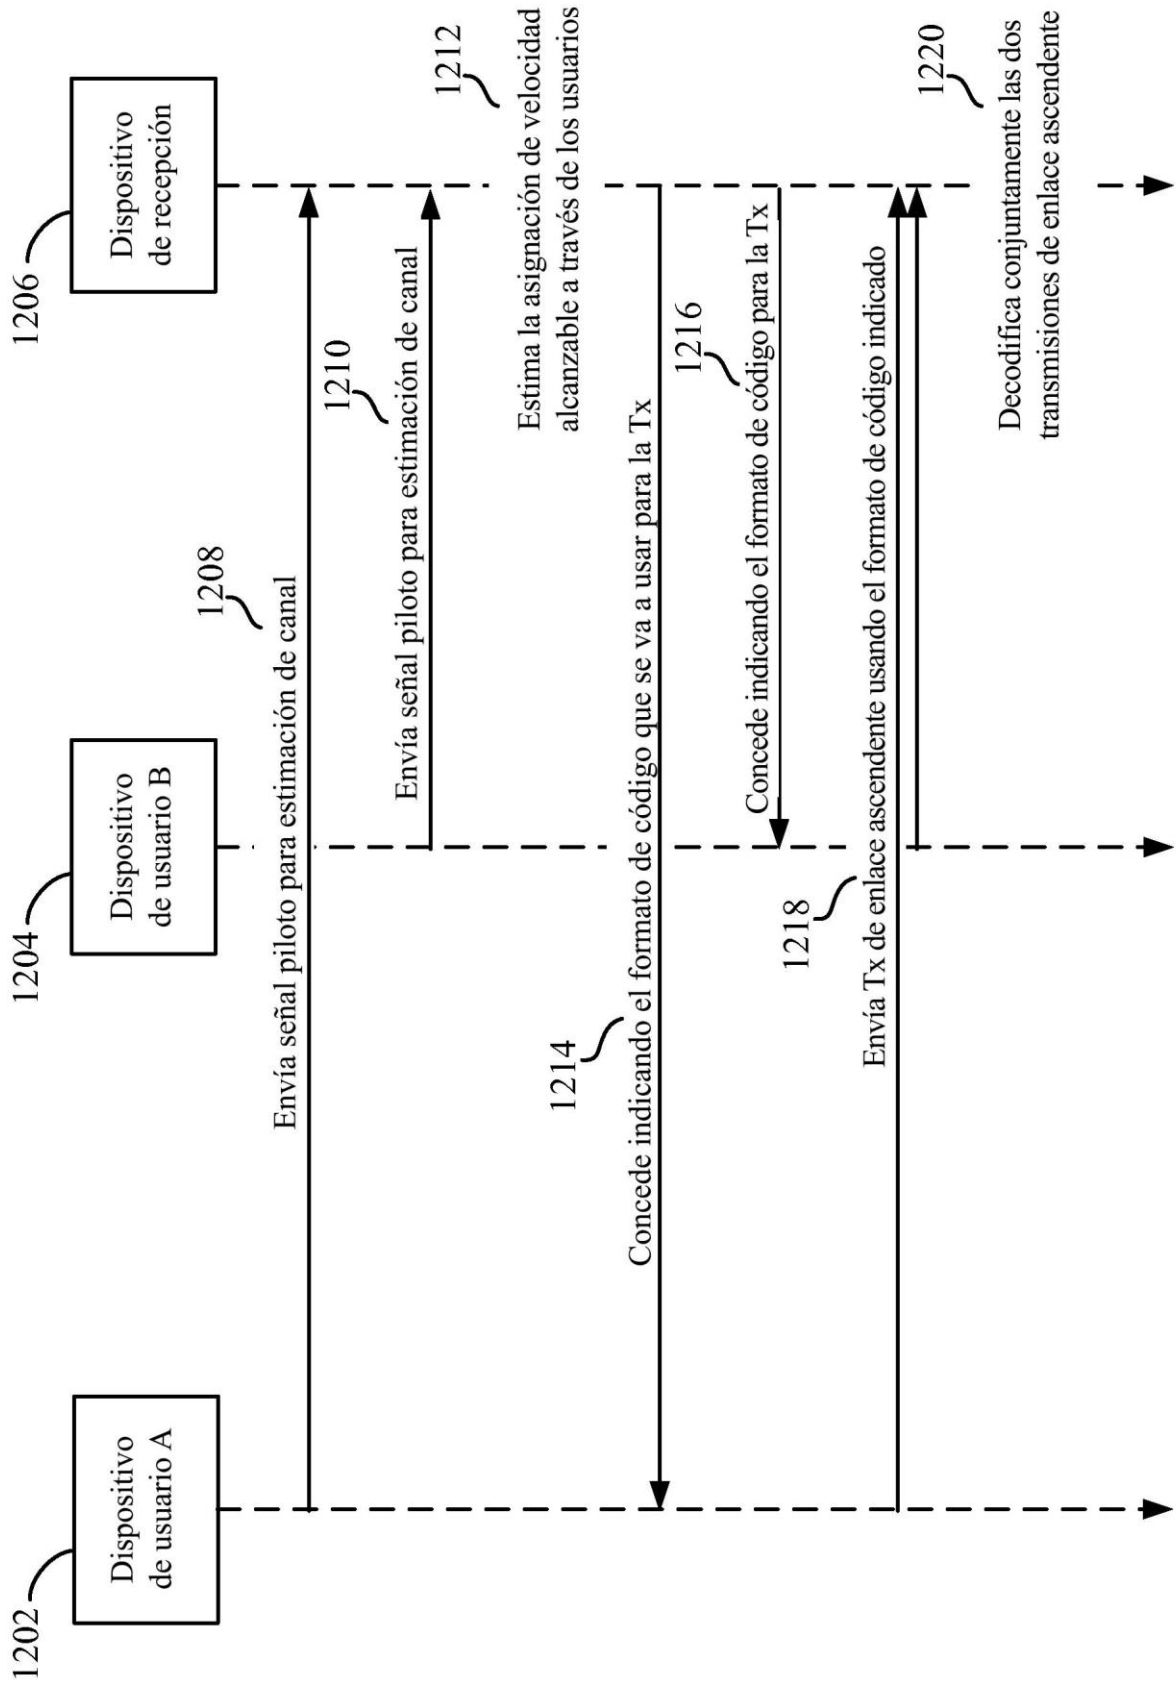 1202
Dispositivo
de usuario A
1204
Dispositivo
de usuario B
1206
Dispositivo
de recepción
1208
Envía señal piloto para estimación de canal
1210
Envía señal piloto para estimación de canal
1212
Estima la asignación de velocidad
alcanzable a través de los usuarios
1214
Concede indicando el formato de código que se va a usar para la Tx
1216
Concede indicando el formato de código para la Tx
1218
Envía Tx de enlace ascendente usando el formato de código indicado
1220
Decodifica conjuntamente las dos
transmisiones de enlace ascendente